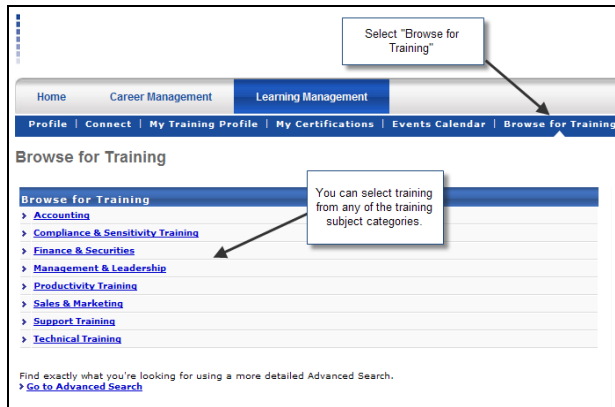 Select "Browse for
Training"
Home Career Management Learning Management
Profile | Connect | My Training Profile | My Certifications | Events Calendar | Browse for Training
Browse for Training
Browse for Training
You can select training
from any of the training
subject categories.
> Accounting
> Compliance & Sensitivity Training
> Finance & Securities
> Management & Leadership
> Productivity Training
> Sales & Marketing
> Support Training
> Technical Training
Find exactly what you're looking for using a more detailed Advanced Search.
> Go to Advanced Search